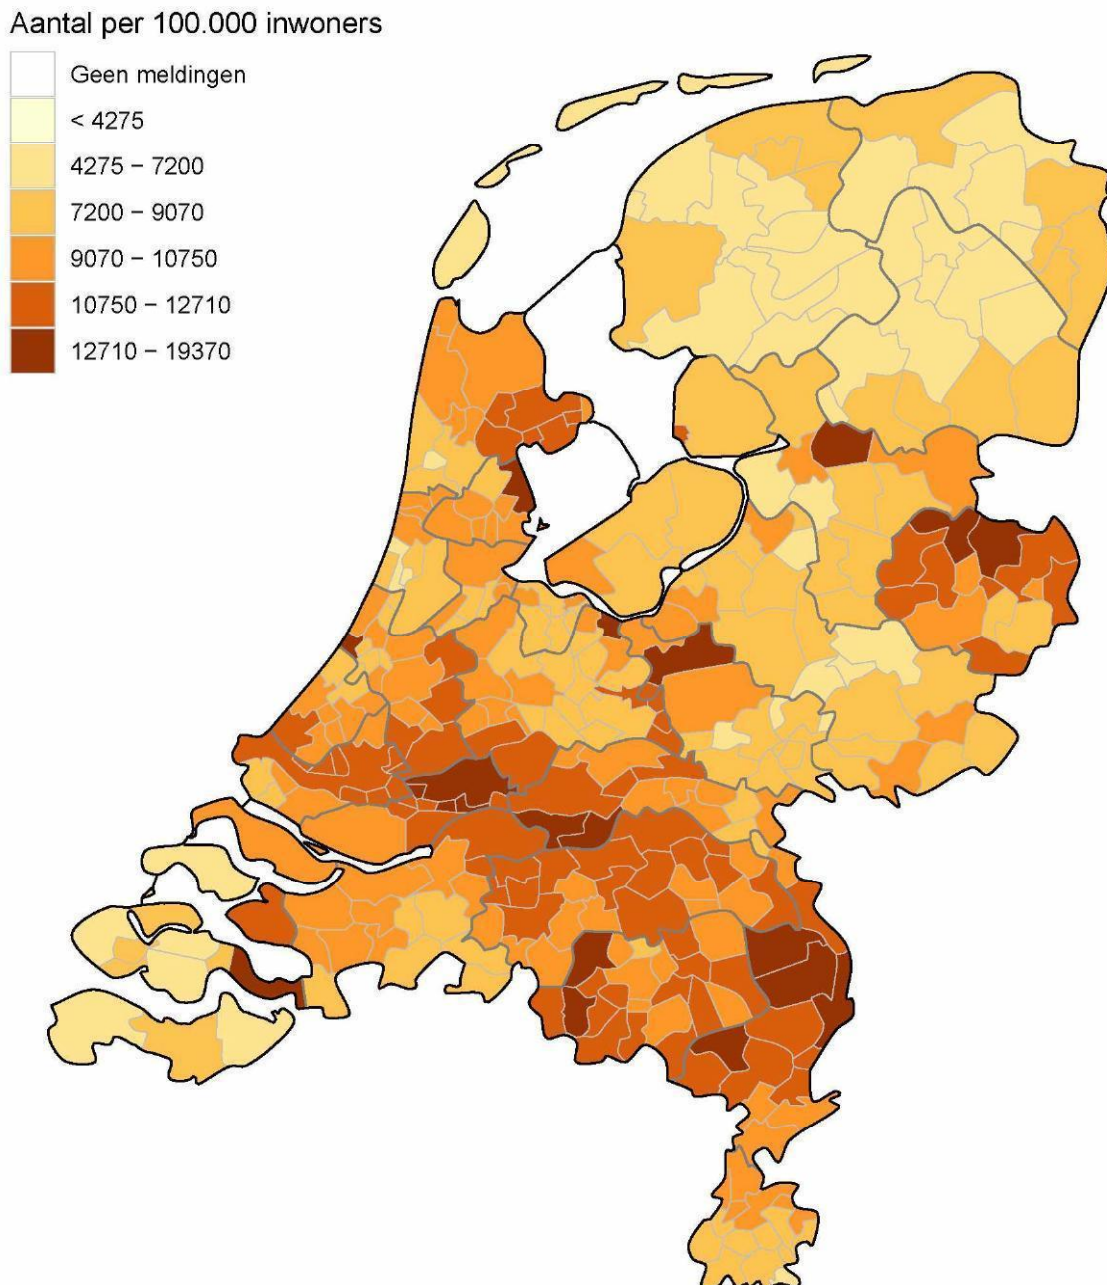 Aantal per 100.000 inwoners
Geen meldingen
< 4275
4275 − 7200
7200 − 9070
9070 − 10750
10750 − 12710
12710 − 19370